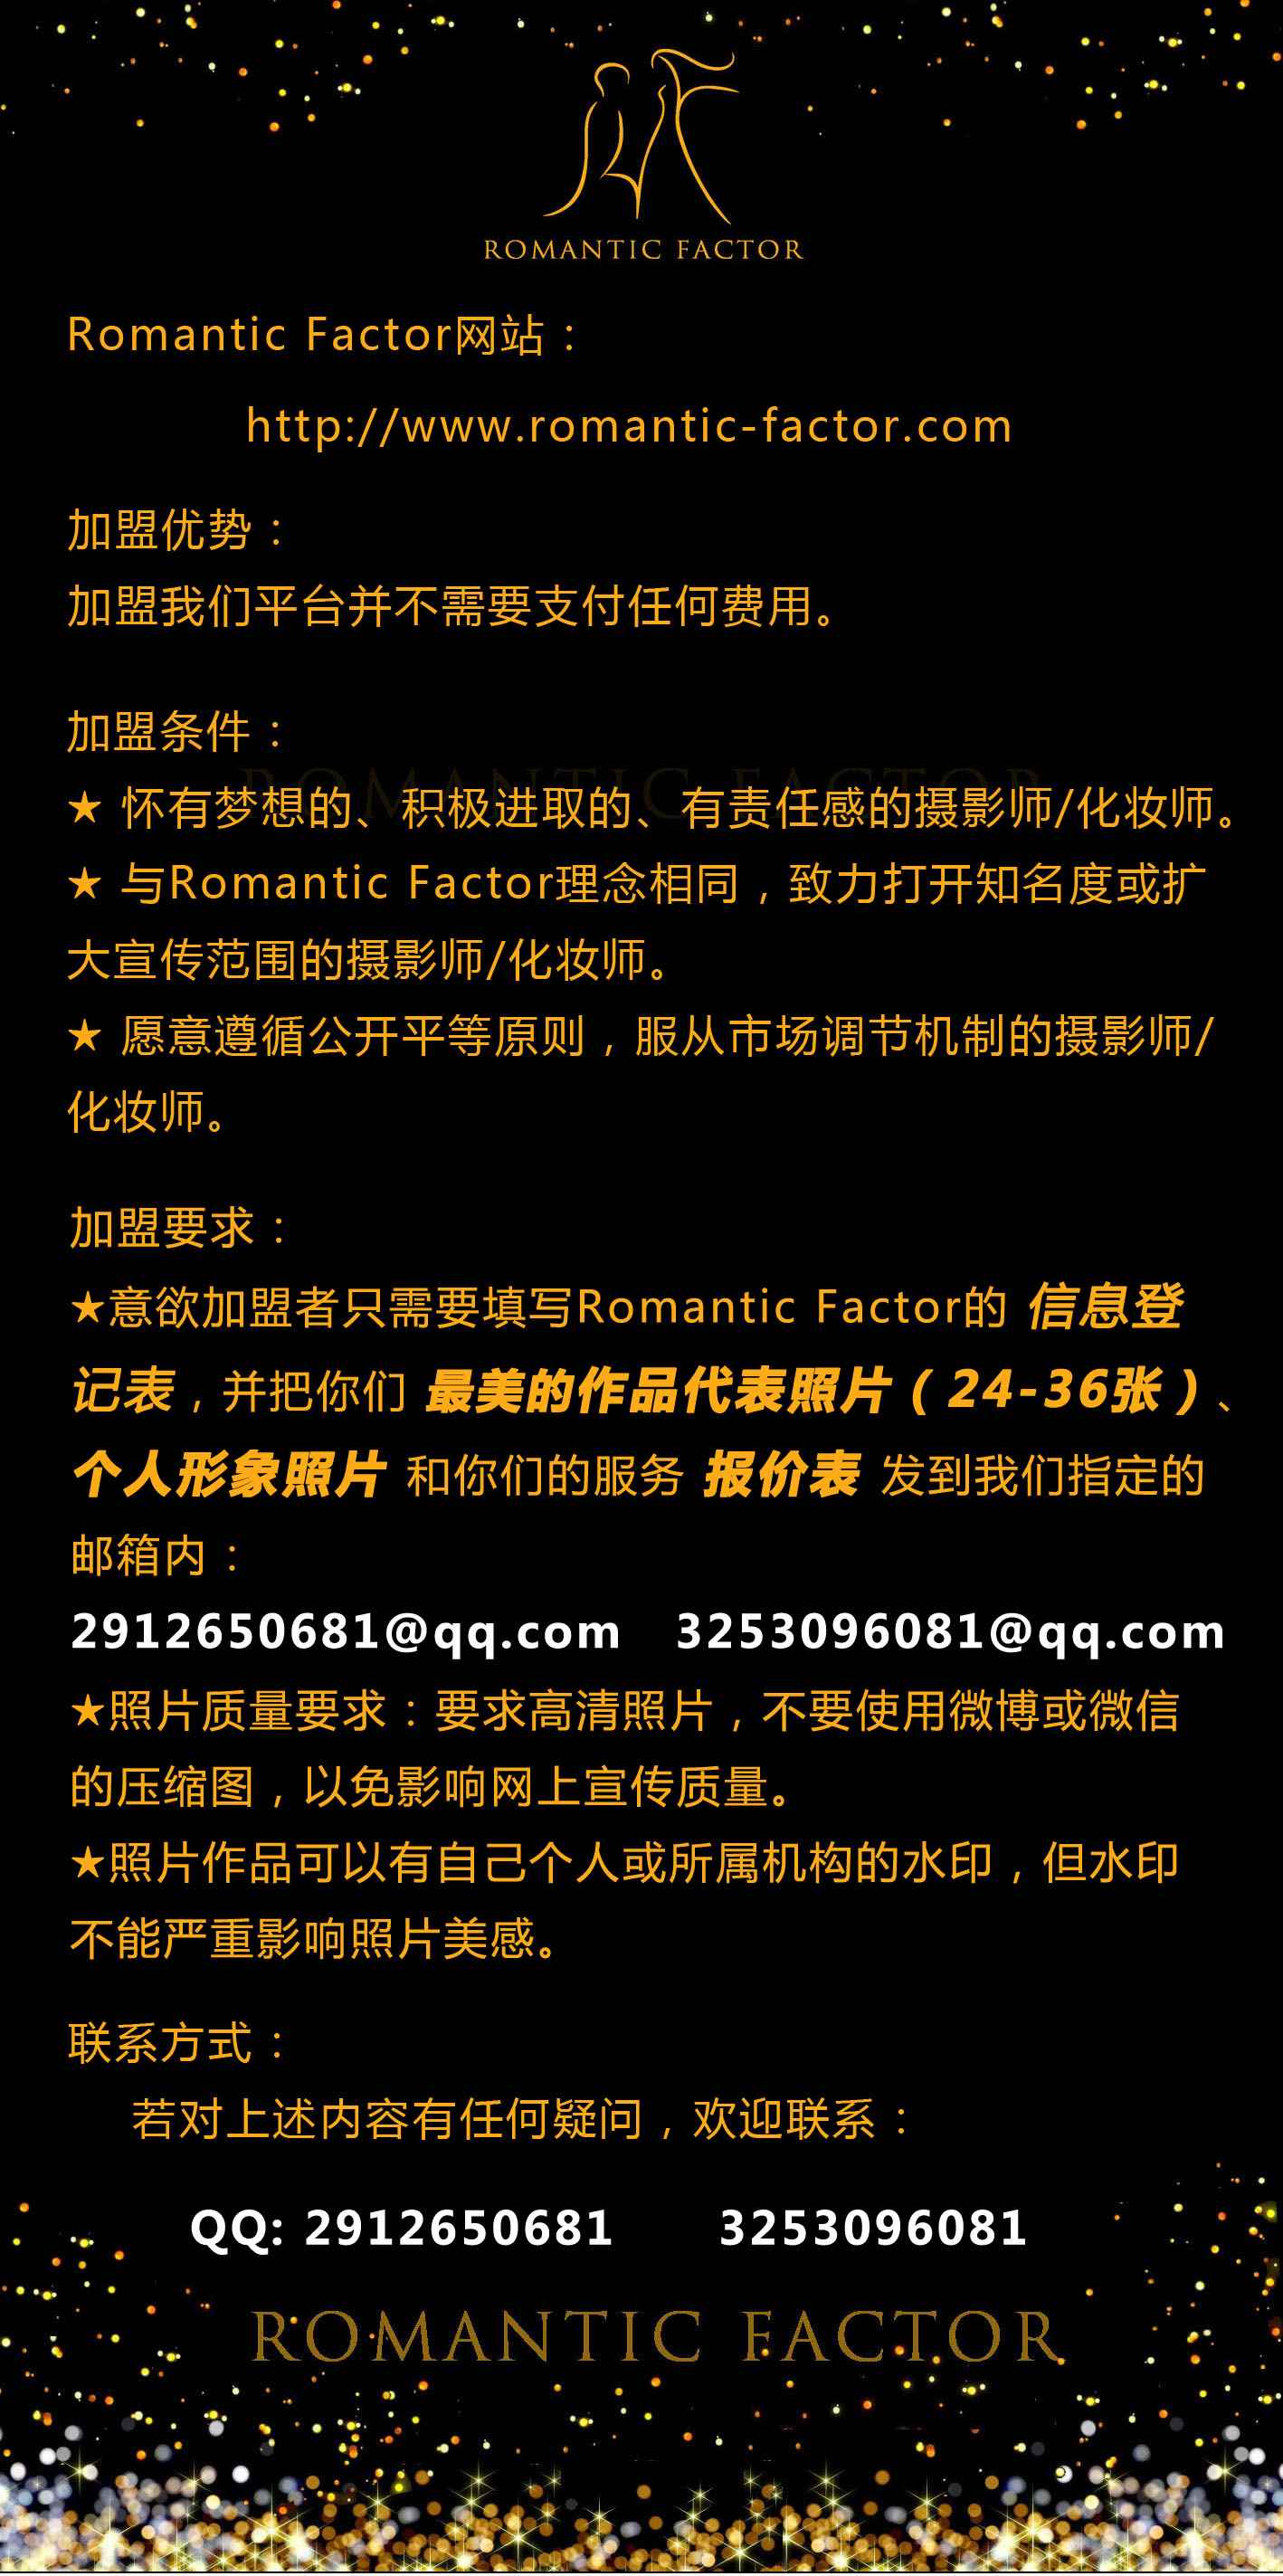 ROMANTIC FACTOR
Romantic Factor网站：
http://www.romantic-factor.com
加盟优势：
加盟我们平台并不需要支付任何费用。
加盟条件：
ROMANTIC FACTOR
★ 怀有梦想的、积极进取的、有责任感的摄影师/化妆师。
★ 与Romantic Factor理念相同，致力打开知名度或扩
大宣传范围的摄影师/化妆师。
★ 愿意遵循公开平等原则，服从市场调节机制的摄影师/
化妆师。
加盟要求：
★意欲加盟者只需要填写Romantic Factor的 信息登
记表，并把你们 最美的作品代表照片（24-36张）、
个人形象照片 和你们的服务 报价表 发到我们指定的
邮箱内：
2912650681@qq.com 3253096081@qq.com
★照片质量要求：要求高清照片，不要使用微博或微信
的压缩图，以免影响网上宣传质量。
★照片作品可以有自己个人或所属机构的水印，但水印
不能严重影响照片美感。
联系方式：
若对上述内容有任何疑问，欢迎联系：
QQ: 2912650681 3253096081
ROMANTIC FACTOR